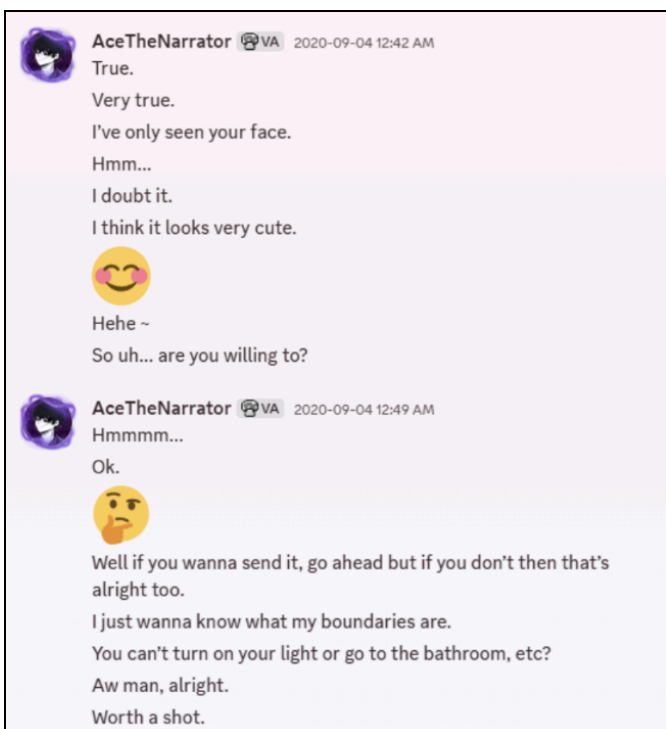 AceTheNarrator VA 2020-09-04 12:42 AM
True.
Very true.
I've only seen your face.
Hmm...
I doubt it.
I think it looks very cute.
Hehe ~
So uh... are you willing to?
AceTheNarrator VA 2020-09-04 12:49 AM
Hmmmm...
Ok.
Well if you wanna send it, go ahead but if you don't then that's
alright too.
I just wanna know what my boundaries are.
You can't turn on your light or go to the bathroom, etc?
Aw man, alright.
Worth a shot.